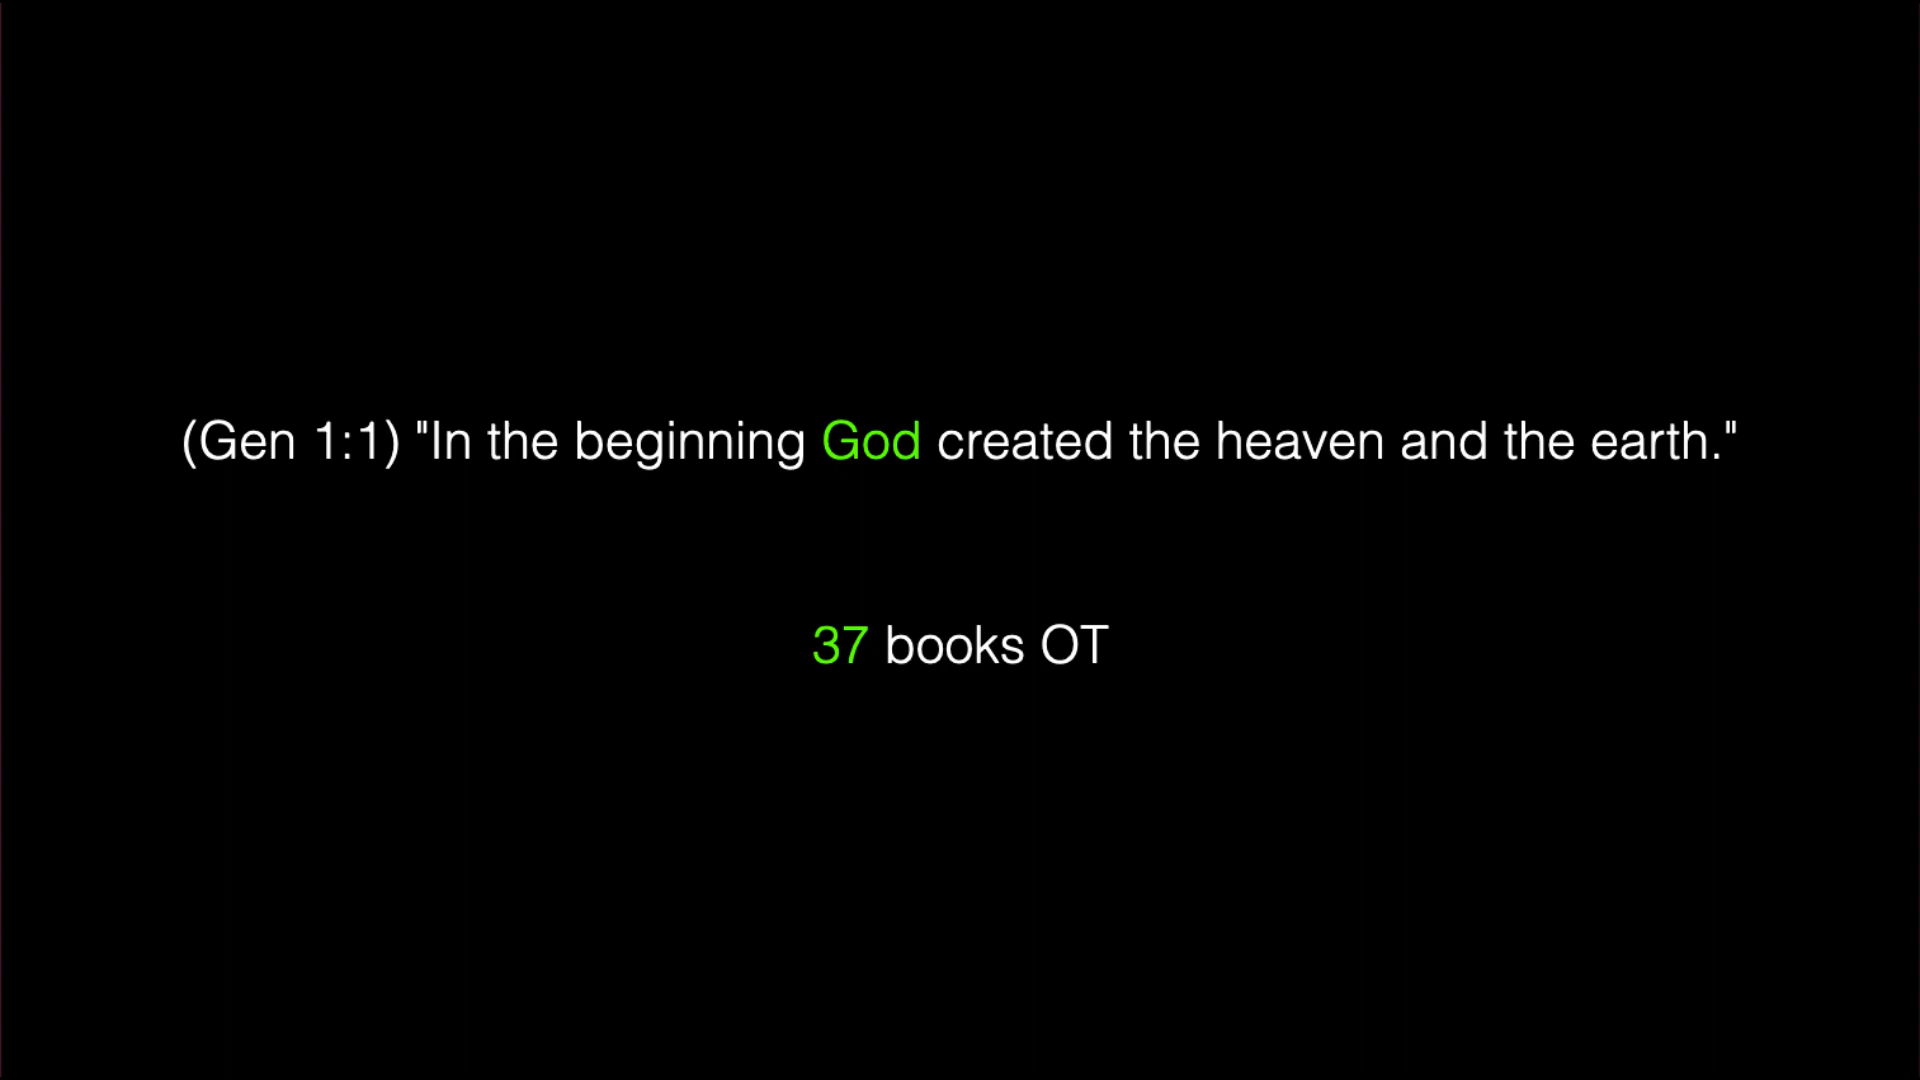 (Gen 1:1) "In the beginning God created the heaven and the earth."
37 books OT